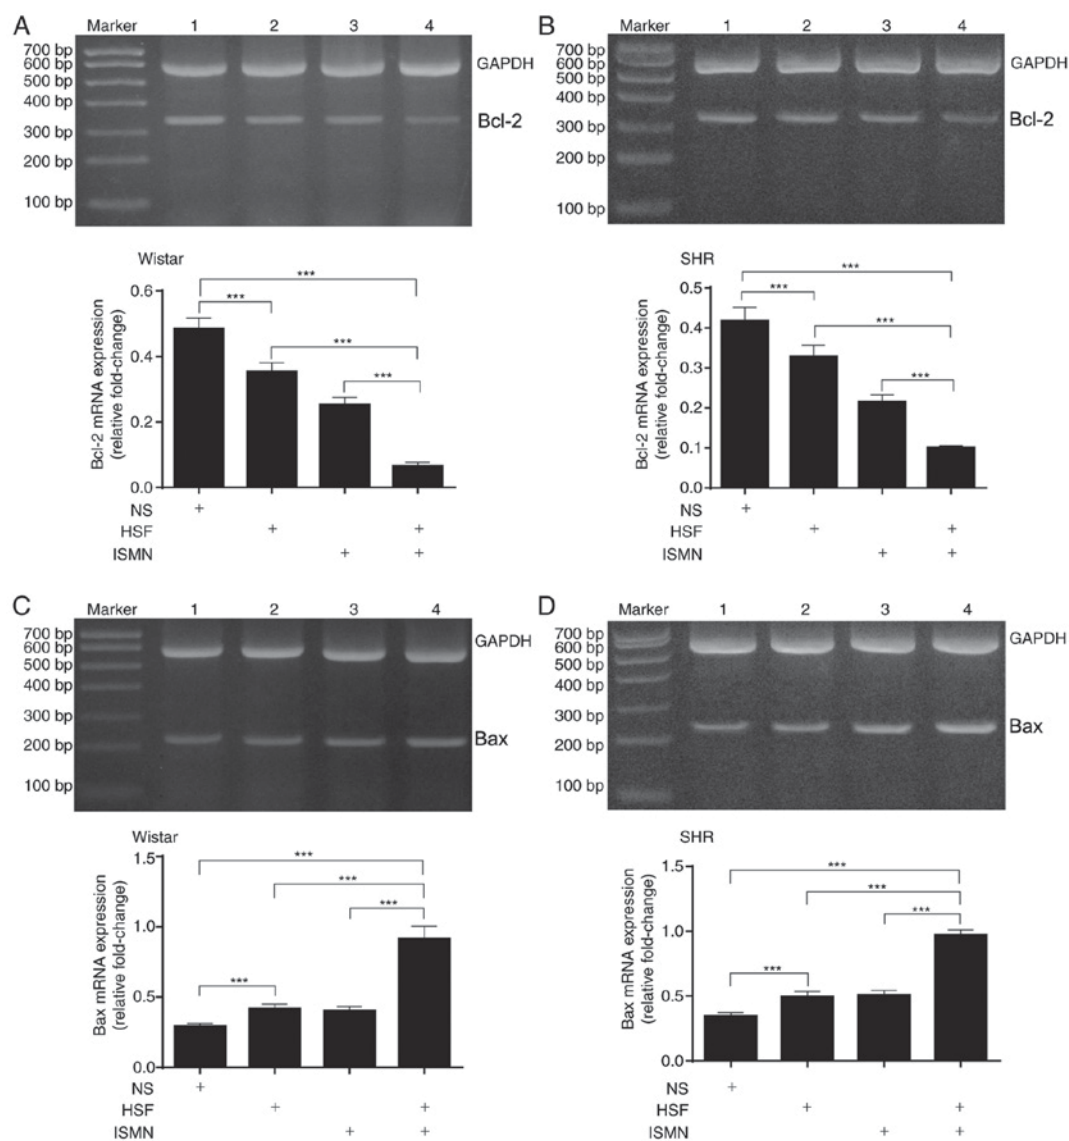 A
Marker 1 2 3 4
700 bp
600 bp
500 bp
400 bp
300 bp
200 bp
100 bp
GAPDH
Bcl-2
Wistar
Bcl-2 mRNA expression
(relative fold-change)
0.6
0.4
0.2
0.0
***
***
***
***
NS +
HSF + +
ISMN + +
B
Marker 1 2 3 4
700 bp
600 bp
500 bp
400 bp
300 bp
200 bp
100 bp
GAPDH
Bcl-2
SHR
Bcl-2 mRNA expression
(relative fold-change)
0.5
0.4
0.3
0.2
0.1
0.0
***
***
***
***
NS +
HSF + +
ISMN + +
C
Marker 1 2 3 4
700 bp
600 bp
500 bp
400 bp
300 bp
200 bp
100 bp
GAPDH
Bax
Wistar
Bax mRNA expression
(relative fold-change)
1.5
1.0
0.5
0.0
***
***
***
***
NS +
HSF + +
ISMN + +
D
Marker 1 2 3 4
700 bp
600 bp
500 bp
400 bp
300 bp
200 bp
100 bp
GAPDH
Bax
SHR
Bax mRNA expression
(relative fold-change)
1.5
1.0
0.5
0.0
***
***
***
***
NS +
HSF + +
ISMN + +